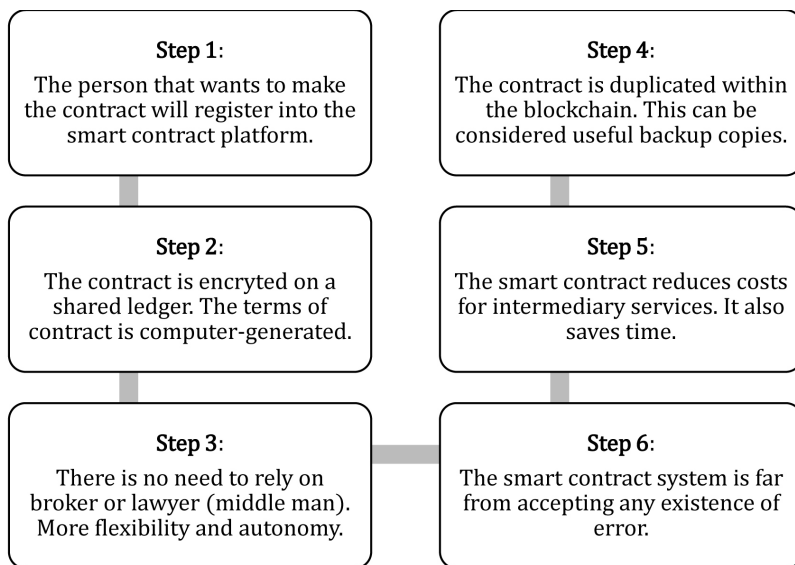 Step 1:
The person that wants to make
the contract will register into the
smart contract platform.
Step 2:
The contract is encryted on a
shared ledger. The terms of
contract is computer-generated.
Step 3:
There is no need to rely on
broker or lawyer (middle man).
More flexibility and autonomy.
Step 4:
The contract is duplicated within
the blockchain. This can be
considered useful backup copies.
Step 5:
The smart contract reduces costs
for intermediary services. It also
saves time.
Step 6:
The smart contract system is far
from accepting any existence of
error.